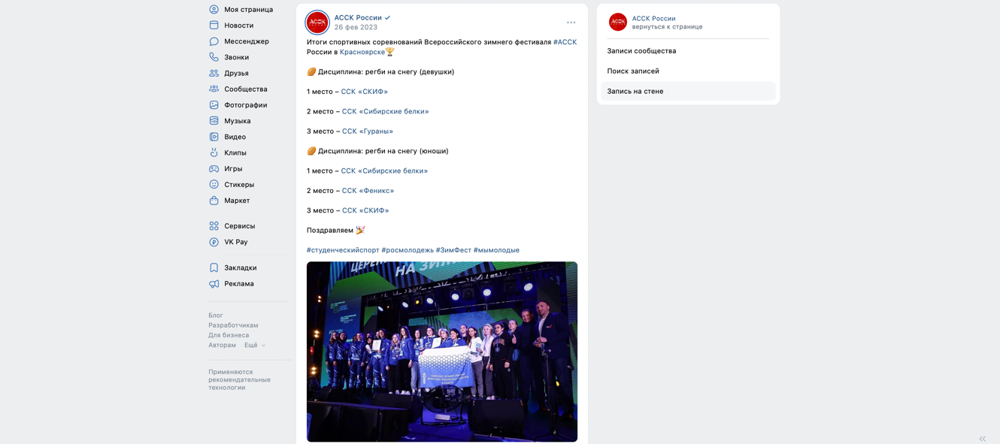 Моя страница
Новости
Мессенджер
Звонки
Друзья
Сообщества
Фотографии
Музыка
Видео
Клипы
Игры
Стикеры
Маркет
Сервисы
VK Pay
Закладки
Реклама
Блог
Разработчикам
Для бизнеса
Авторам Ещё
Применяются
рекомендательные
технологии
АССК России
26 фев 2023
Итоги спортивных соревнований Всероссийского зимнего фестиваля #АССК
России в Красноярске🏆
🏉 Дисциплина: регби на снегу (девушки)
1 место – ССК «СКИФ»
2 место – ССК «Сибирские белки»
3 место – ССК «Гураны»
🏉 Дисциплина: регби на снегу (юноши)
1 место – ССК «Сибирские белки»
2 место – ССК «Феникс»
3 место – ССК «СКИФ»
Поздравляем 🎉
#студенческийспорт #росмолодежь #ЗимФест #мымолодые
АССК России
вернуться к странице
Записи сообщества
Поиск записей
Запись на стене